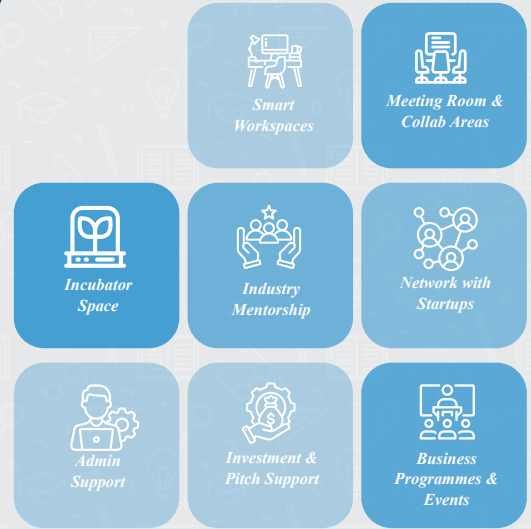 Smart
Workspaces
Meeting Room &
Collab Areas
Incubator
Space
Industry
Mentorship
Network with
Startups
Admin
Support
Investment &
Pitch Support
Business
Programmes &
Events